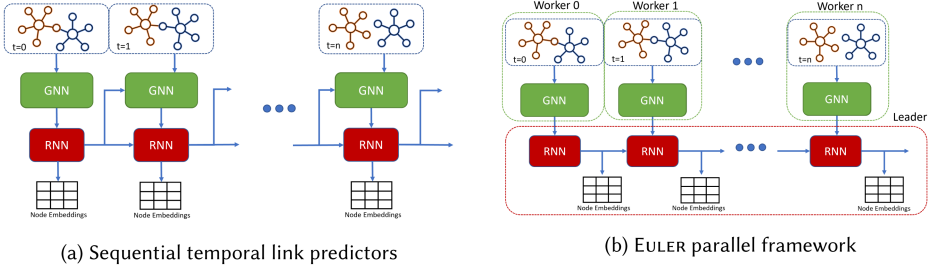 t=0
t=1
t=n
GNN
GNN
GNN
RNN
RNN
RNN
Node Embeddings
Node Embeddings
Node Embeddings
(a) Sequential temporal link predictors
Worker 0
Worker 1
Worker n
t=0
t=1
t=n
GNN
GNN
GNN
Leader
RNN
RNN
RNN
Node Embeddings
Node Embeddings
Node Embeddings
(b) EULER parallel framework